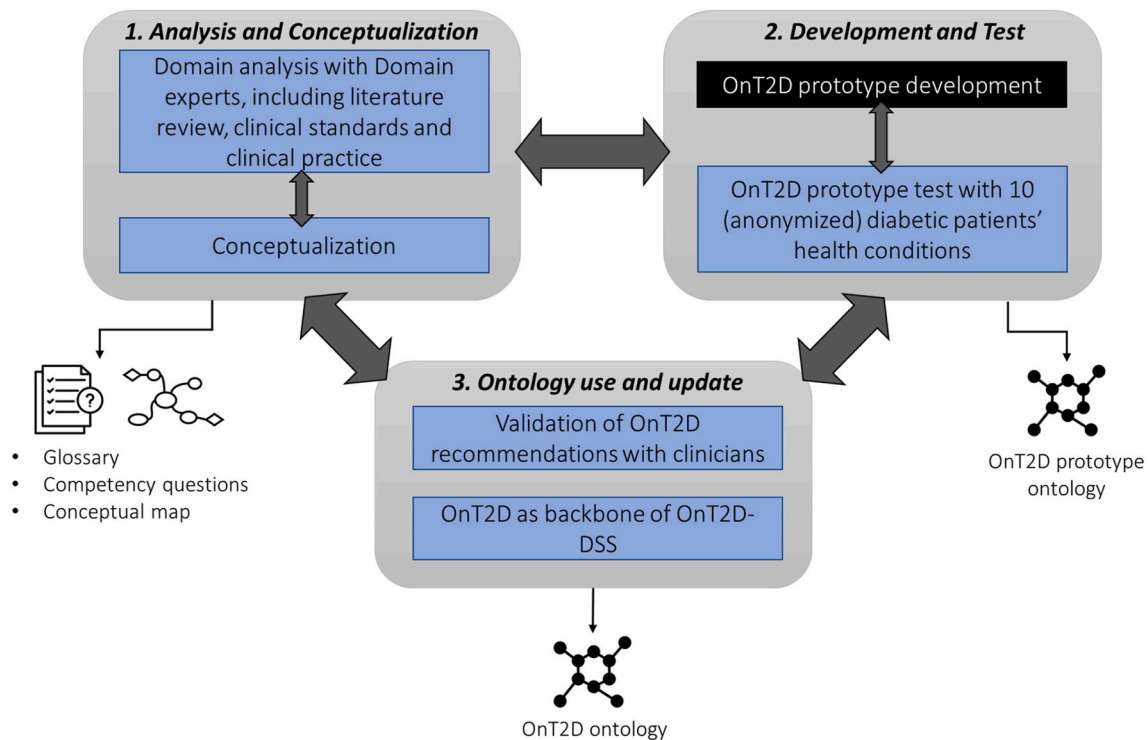 1. Analysis and Conceptualization
Domain analysis with Domain
experts, including literature
review, clinical standards and
clinical practice
Conceptualization
2. Development and Test
OnT2D prototype development
OnT2D prototype test with 10
(anonymized) diabetic patients’
health conditions
?
• Glossary
• Competency questions
• Conceptual map
3. Ontology use and update
Validation of OnT2D
recommendations with clinicians
OnT2D as backbone of OnT2D-
DSS
OnT2D prototype
ontology
OnT2D ontology